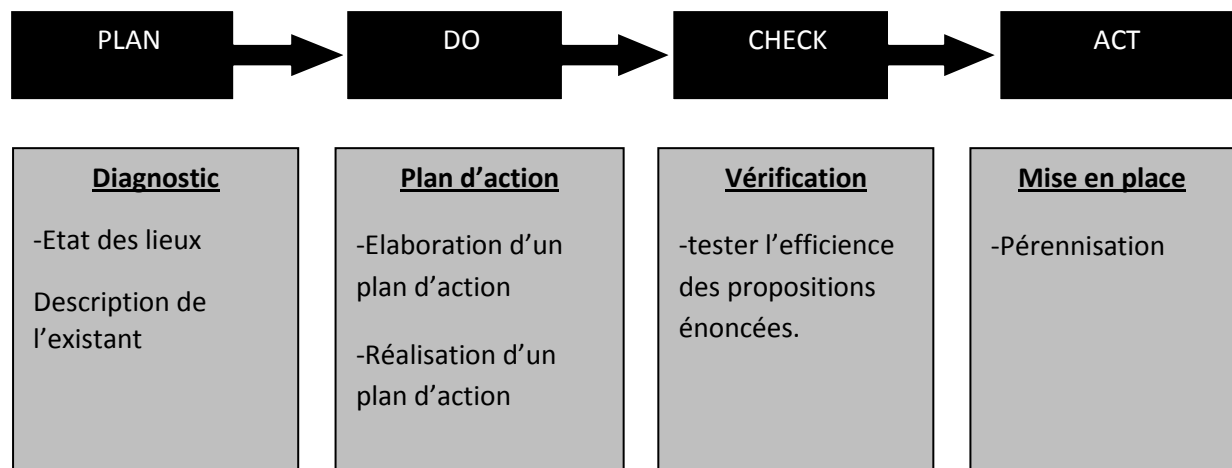 PLAN
DO
CHECK
ACT
Diagnostic
-Etat des lieux
Description de
l’existant
Plan d’action
-Elaboration d’un
plan d’action
-Réalisation d’un
plan d’action
Vérification
-tester l’efficience
des propositions
énoncées.
Mise en place
-Pérennisation